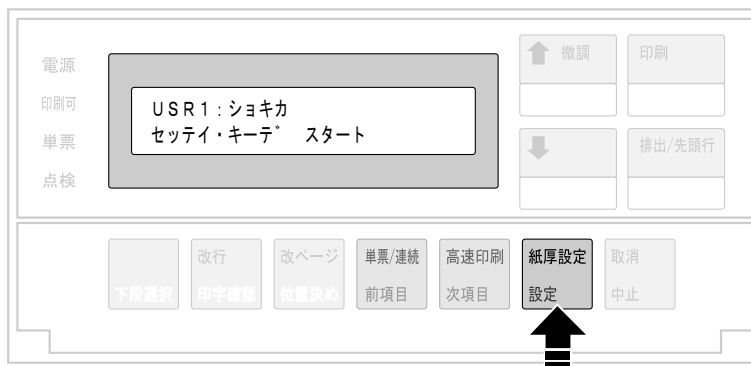 電源
印刷可
単票
点検
USR1:ショキカ
セッテイ・キーデ゛ スタート
微調
印刷
排出/先頭行
下段選択
改行
印字確認
改ページ
位置決め
単票/連続
前項目
高速印刷
次項目
紙厚設定
設定
取消
中止